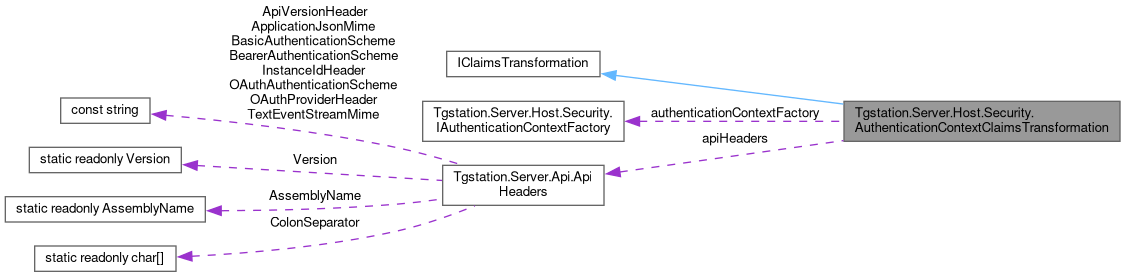 ApiVersionHeader
ApplicationJsonMime
BasicAuthenticationScheme
BearerAuthenticationScheme
InstanceIdHeader
OAuthAuthenticationScheme
OAuthProviderHeader
TextEventStreamMime
const string
static readonly Version
Version
static readonly AssemblyName
AssemblyName
static readonly char[]
ColonSeparator
IClaimsTransformation
Tgstation.Server.Host.Security.
IAuthenticationContextFactory
Tgstation.Server.Api.Api
Headers
authenticationContextFactory
apiHeaders
Tgstation.Server.Host.Security.
AuthenticationContextClaimsTransformation